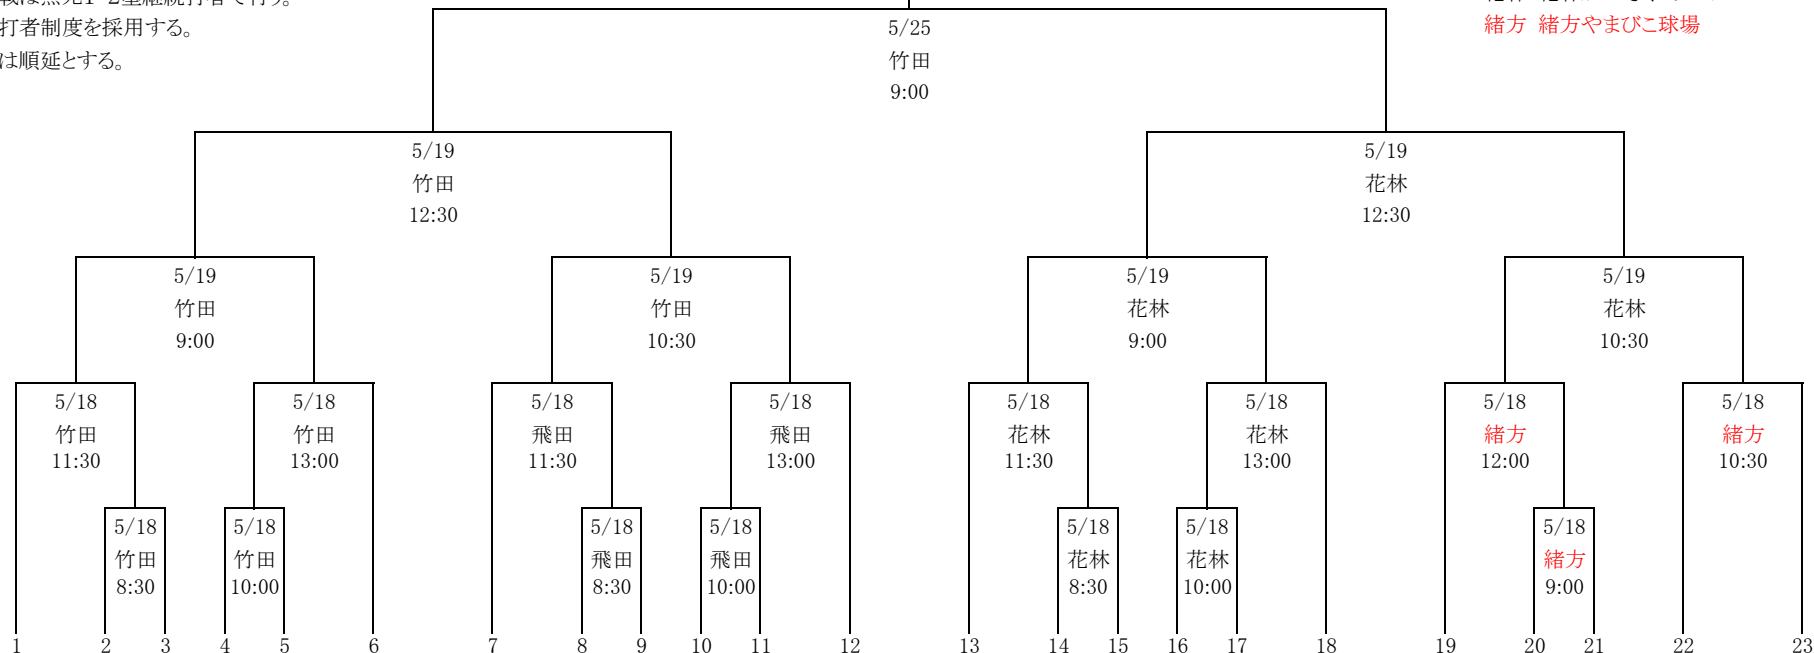 打者制度を採用する。
は順延とする。
緒方 緒方やまびこ球場
5/25
竹田
9:00
5/19
竹田
12:30
5/19
花林
12:30
5/19
竹田
9:00
5/19
竹田
10:30
5/19
花林
9:00
5/19
花林
10:30
5/18
竹田
11:30
5/18
竹田
13:00
5/18
飛田
11:30
5/18
飛田
13:00
5/18
花林
11:30
5/18
花林
13:00
5/18
緒方
12:00
5/18
緒方
10:30
5/18
竹田
8:30
5/18
竹田
10:00
5/18
飛田
8:30
5/18
飛田
10:00
5/18
花林
8:30
5/18
花林
10:00
5/18
緒方
9:00
1 2 3 4 5 6 7 8 9 10 11 12 13 14 15 16 17 18 19 20 21 22 23